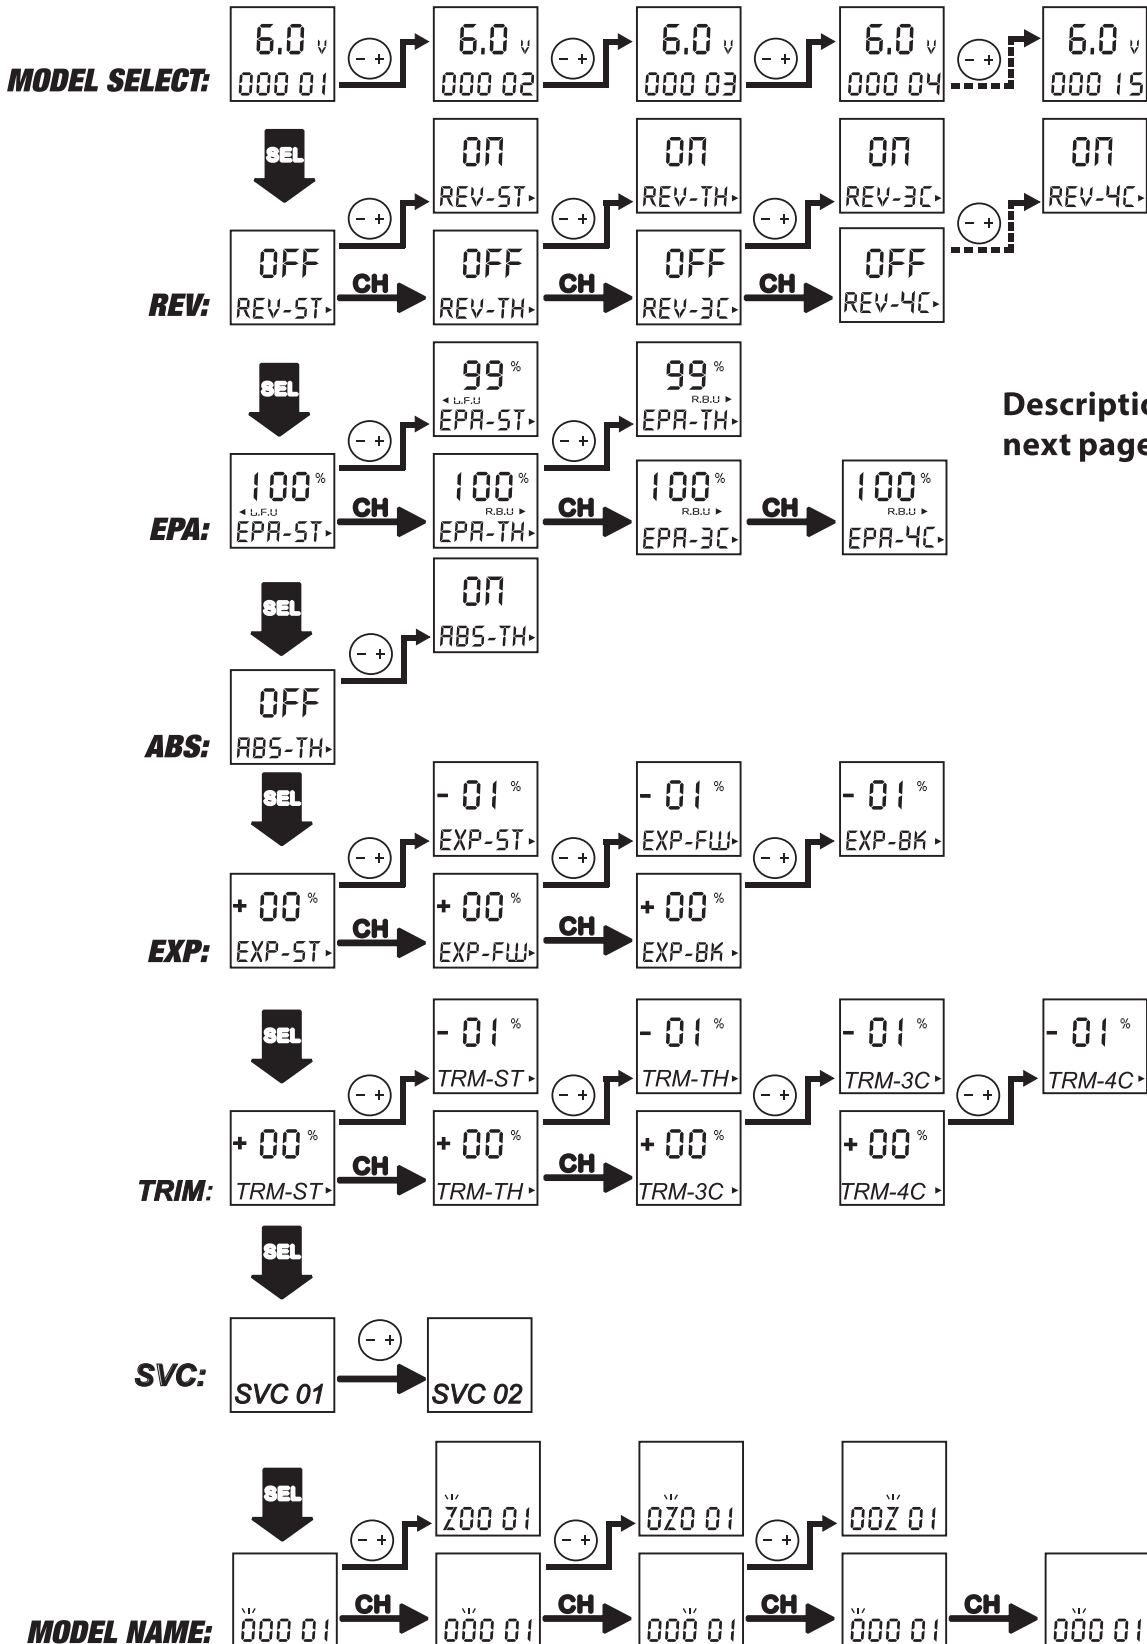 6.0 v - + 6.0 v - + 6.0 v - + 6.0 v - + 6.0 v
MODEL SELECT: 000 01 000 02 000 03 000 04 000 15
SEL ON ON ON ON
REV-ST REV-TH REV-3C REV-4C
- + - + - + - +
OFF CH OFF CH OFF CH OFF
REV: REV-ST REV-TH REV-3C REV-4C
SEL 99% 99%
L.F.U R.B.U
EPA-ST EPA-TH
Descriptio
next page
- + - +
100% CH 100% CH 100% CH 100%
L.F.U R.B.U R.B.U R.B.U
EPA: EPA-ST EPA-TH EPA-3C EPA-4C
SEL ON
- + ABS-TH
OFF
ABS: ABS-TH
SEL - 01% - 01% - 01%
EXP-ST EXP-FW EXP-BK
- + - + - +
+ 00% CH + 00% CH + 00%
EXP: EXP-ST EXP-FW EXP-BK
SEL - 01% - 01% - 01% - 01%
TRM-ST TRM-TH TRM-3C TRM-4C
- + - + - + - +
+ 00% CH + 00% CH + 00% + 00%
TRIM: TRM-ST TRM-TH TRM-3C TRM-4C
SEL
- +
SVC: SVC 01 SVC 02
SEL Z00 01 0Z0 01 00Z 01
- + - + - +
CH CH CH CH
MODEL NAME: 000 01 000 01 000 01 000 01 000 01